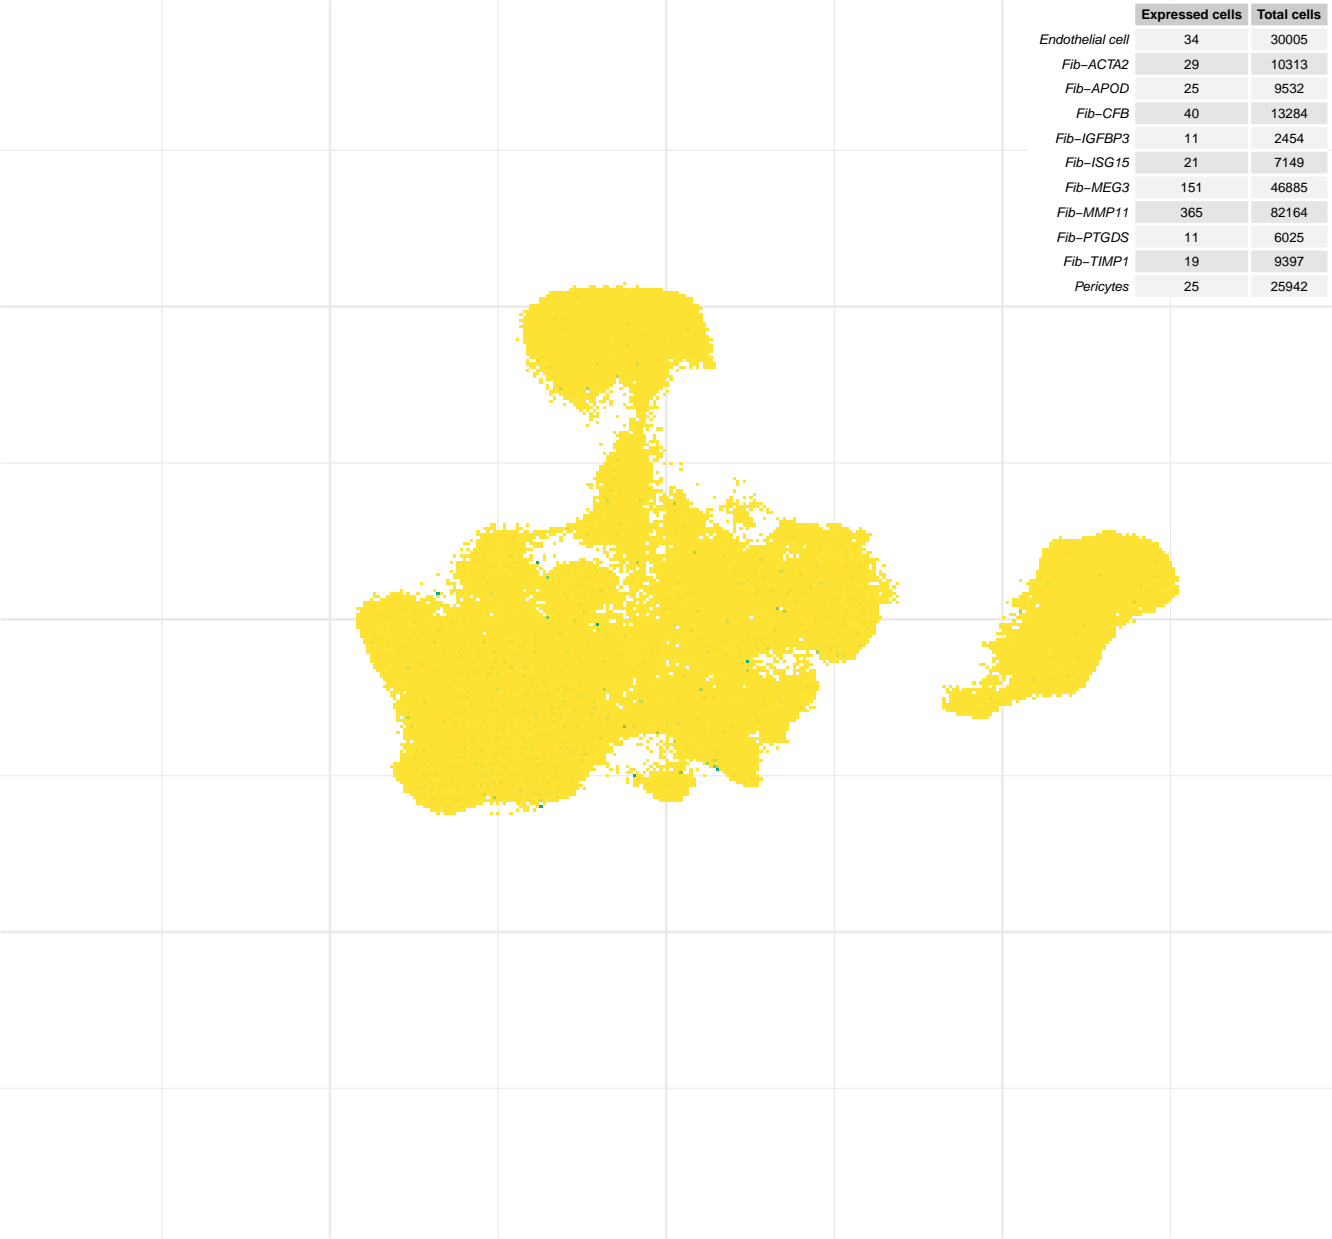 Expressed cells Total cells
Endothelial cell 34 30005
Fib−ACTA2 29 10313
Fib−APOD 25 9532
Fib−CFB 40 13284
Fib−IGFBP3 11 2454
Fib−ISG15 21 7149
Fib−MEG3 151 46885
Fib−MMP11 365 82164
Fib−PTGDS 11 6025
Fib−TIMP1 19 9397
Pericytes 25 25942